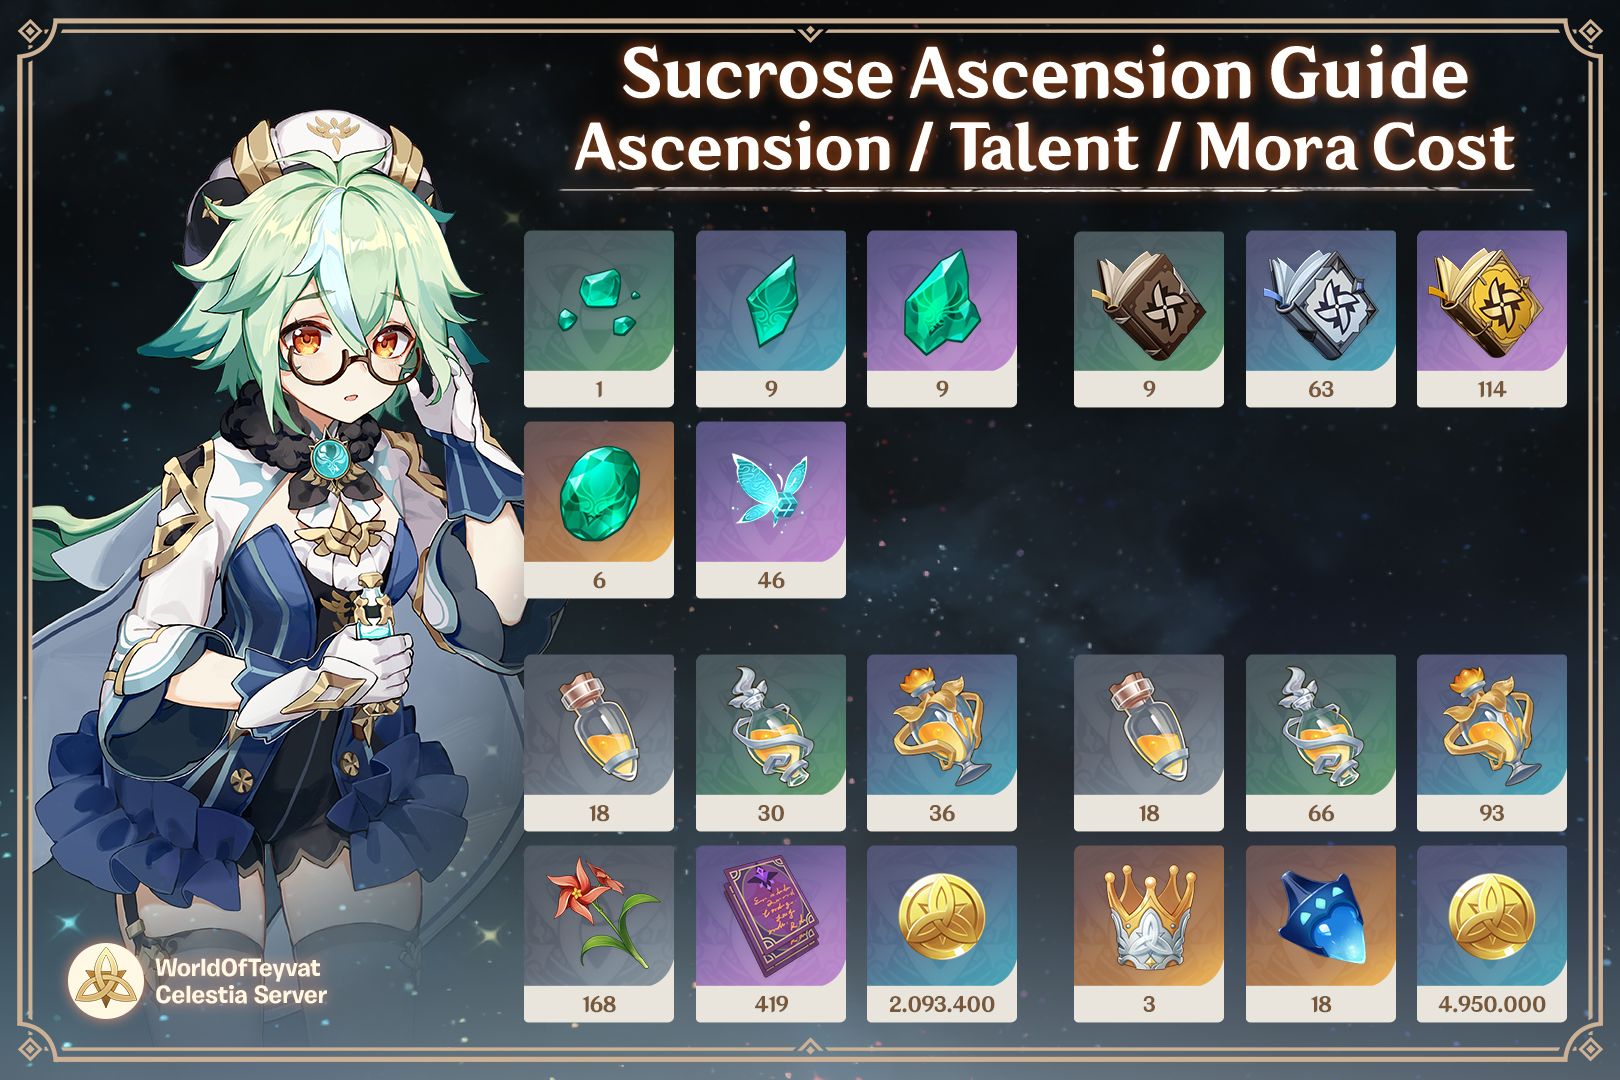 Sucrose Ascension Guide
Ascension / Talent / Mora Cost
1 9 9 9 63 114
6 46
18 30 36 18 66 93
168 419 2.093.400 3 18 4.950.000
WorldOfTeyvat
Celestia Server